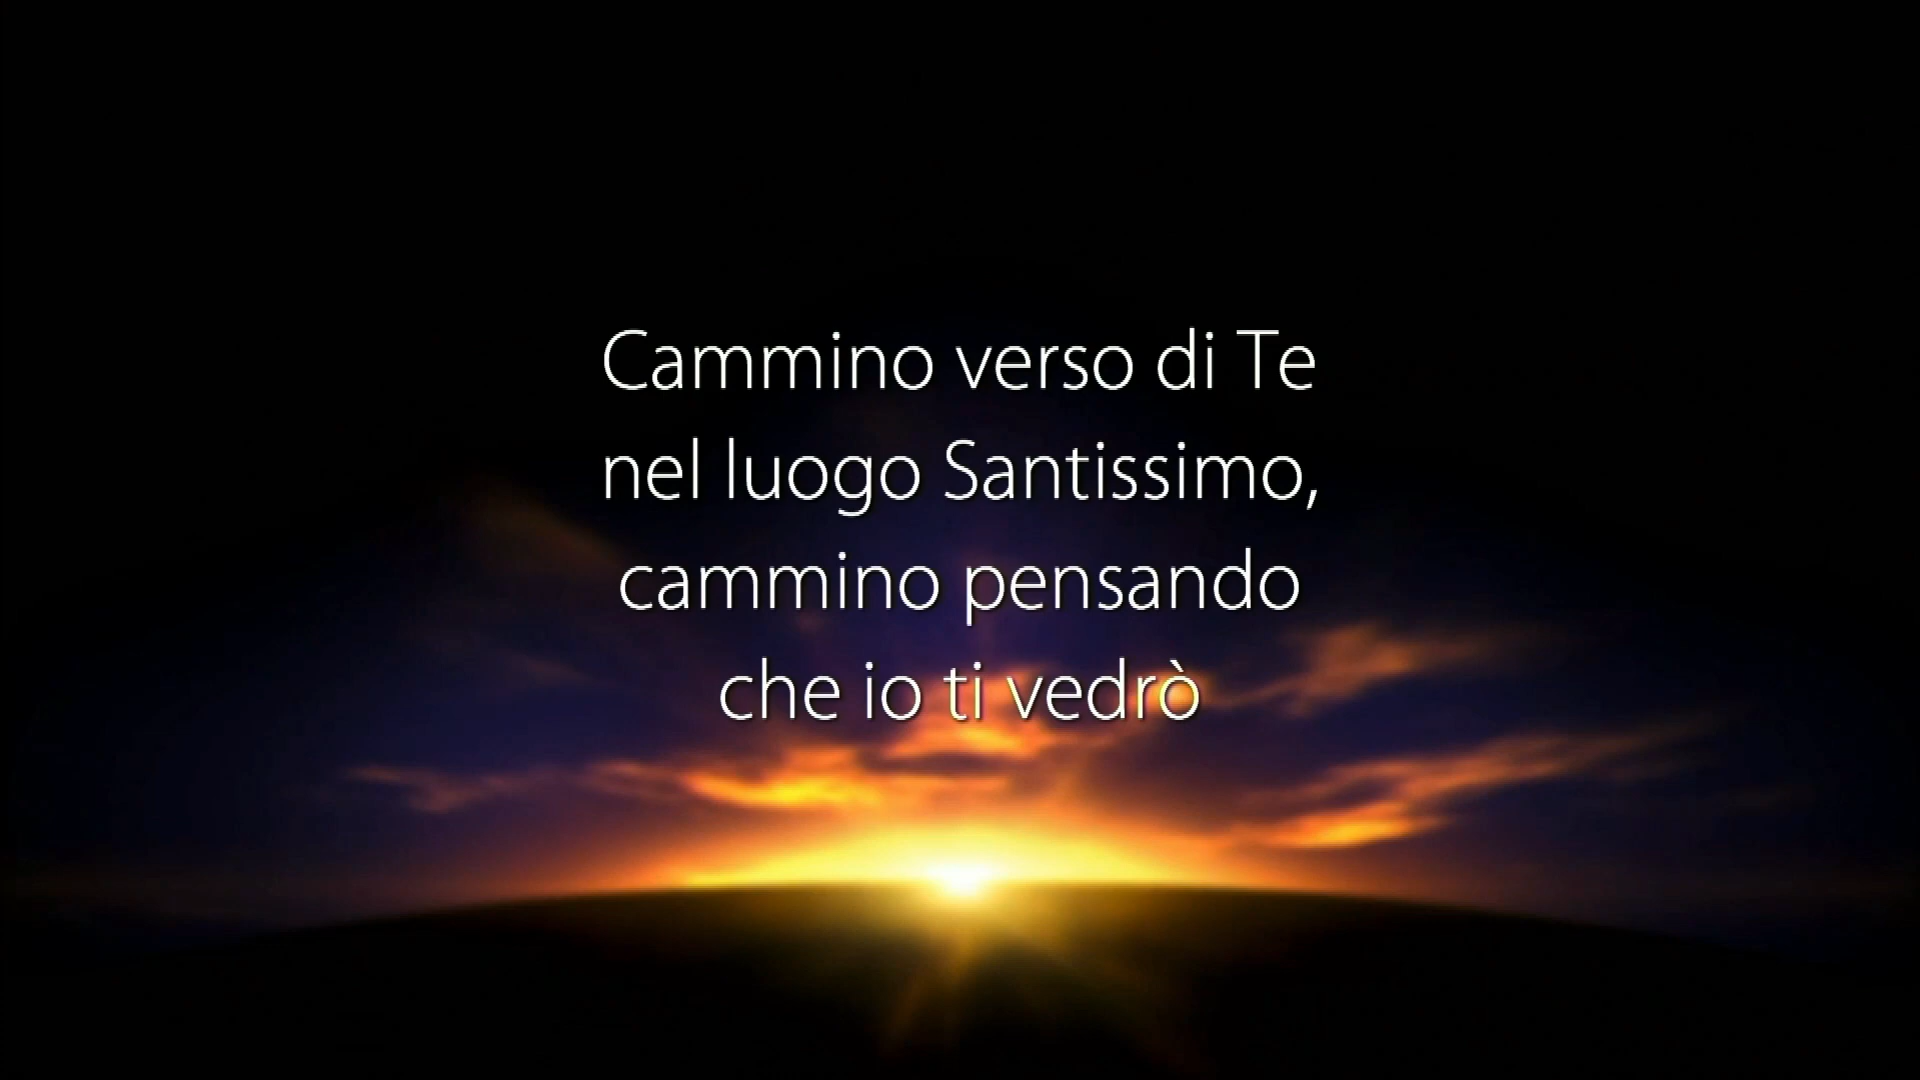 Cammino verso di Te
nel luogo Santissimo,
cammino pensando
che io ti vedrò